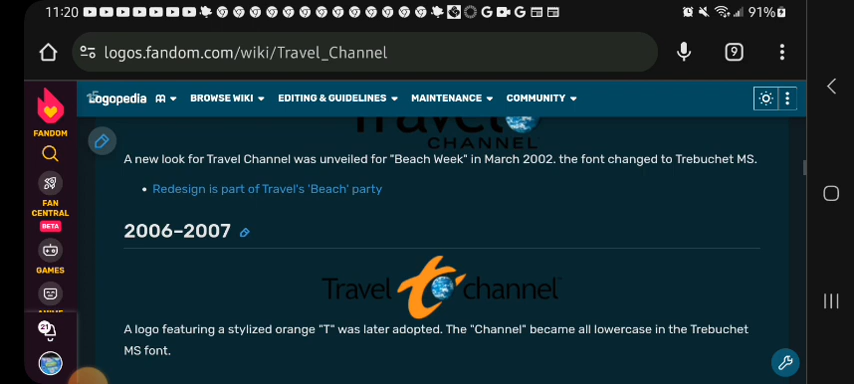 11:20
91%
logos.fandom.com/wiki/Travel_Channel
9
Logopedia
BROWSE WIKI
EDITING & GUIDELINES
MAINTENANCE
COMMUNITY
FANDOM
FAN
CENTRAL
BETA
GAMES
ANIME
21
Travel
CHANNEL
A new look for Travel Channel was unveiled for "Beach Week" in March 2002. the font changed to Trebuchet MS.
• Redesign is part of Travel's 'Beach' party
2006–2007
Travel t channel
A logo featuring a stylized orange "T" was later adopted. The "Channel" became all lowercase in the Trebuchet
MS font.